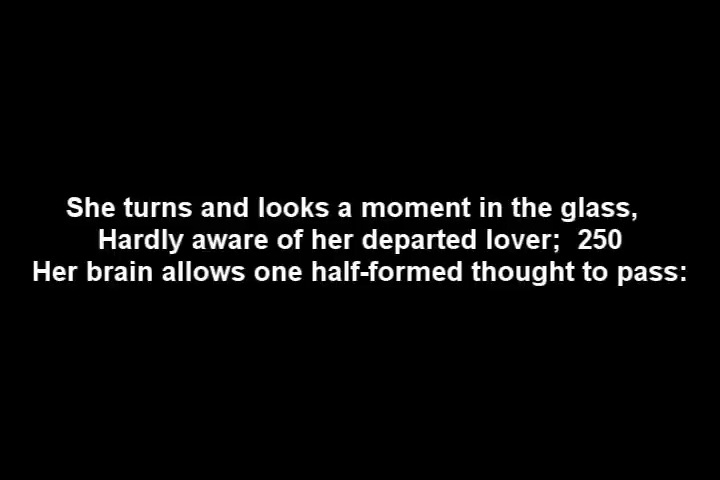 She turns and looks a moment in the glass,
Hardly aware of her departed lover;  250
Her brain allows one half-formed thought to pass: